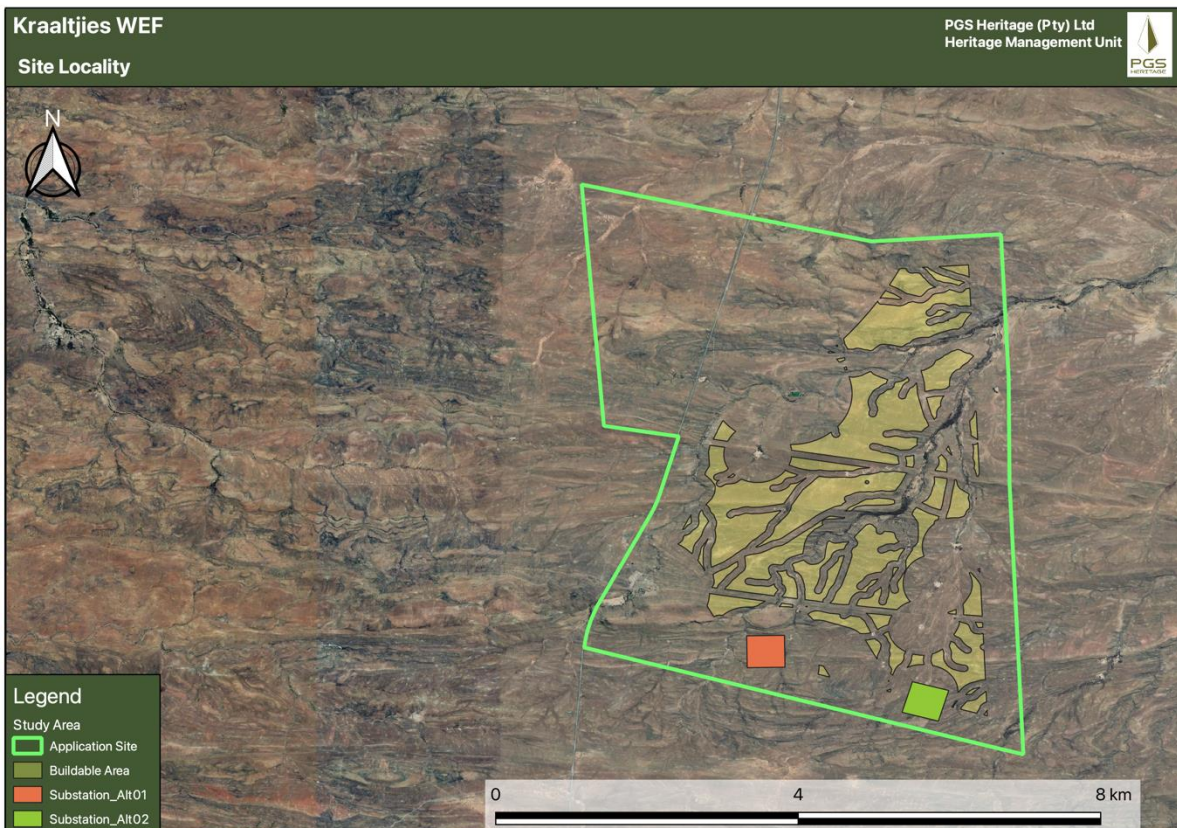 Kraaltjies WEF
Site Locality
PGS Heritage (Pty) Ltd
Heritage Management Unit
PGS
HERITAGE
N
Legend
Study Area
Application Site
Buildable Area
Substation_Alt01
Substation_Alt02
0 4 8 km